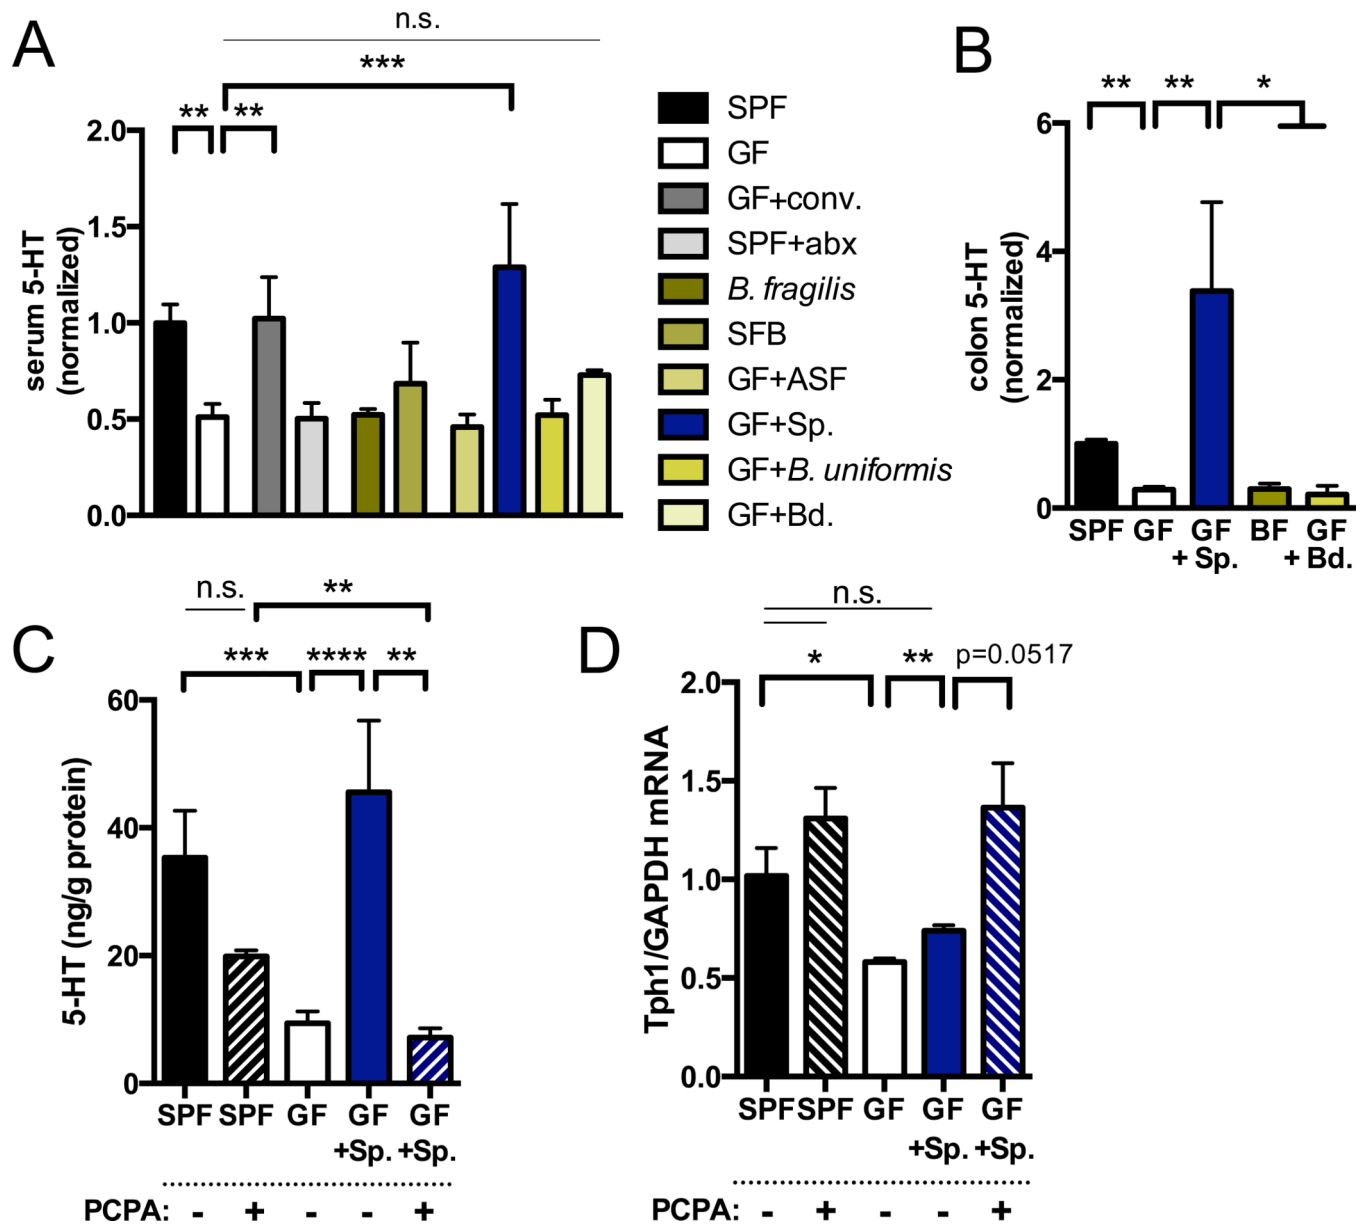 A
n.s.
***
** **
serum 5-HT
(normalized)
2.0
1.5
1.0
0.5
0.0
SPF
GF
GF+conv.
SPF+abx
B. fragilis
SFB
GF+ASF
GF+Sp.
GF+B. uniformis
GF+Bd.
B
** ** *
colon 5-HT
(normalized)
6
4
2
0
SPF GF GF BF GF
+ Sp. + Bd.
C
n.s.
**
*** **** **
5-HT (ng/g protein)
60
40
20
0
SPF SPF GF GF GF
+Sp. +Sp.
PCPA: - + - - +
D
n.s.
* ** p=0.0517
Tph1/GAPDH mRNA
2.0
1.5
1.0
0.5
0.0
SPF SPF GF GF GF
+Sp. +Sp.
PCPA: - + - - +